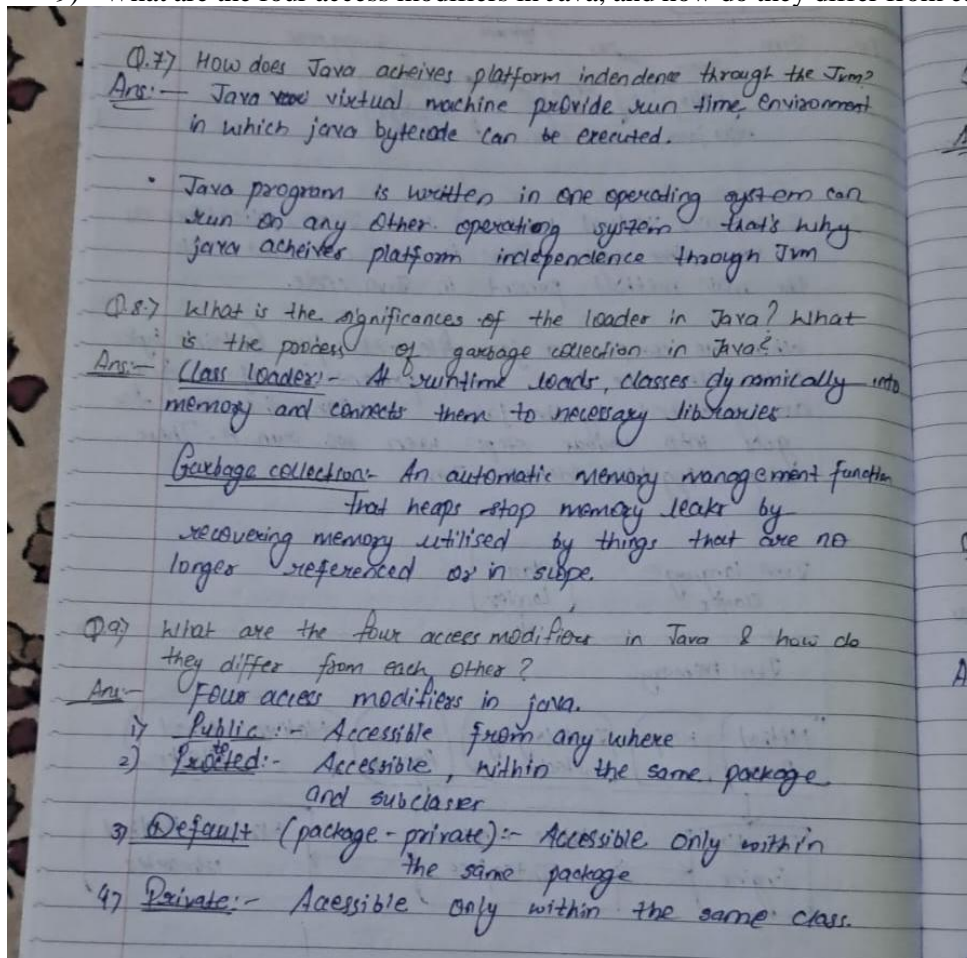 9) What are the four access modifiers in Java, and how do they differ from
Q.7) How does Java acheives platform indendence through the Jvm?
Ans:- Java virtual machine provide run time environment
in which java bytecode can be executed.
• Java program is written in one operating system can
run on any other operating system that's why
java acheives platform independence through Jvm
Q.8.) What is the significances of the loader in Java? What
is the process of garbage collection in Java?
Ans:- Class loader:- At runtime loads, classes dynamically into
memory and connects them to necessary libraries.
Garbage collection:- An automatic memory management function
that heaps stop memory leaks by
recovering memory utilised by things that are no
longer referenced or in scope.
Q.9) What are the four access modifiers in Java & how do
they differ from each other?
Ans:- Four access modifiers in java.
1) Public :- Accessible from any where
2) Protected:- Accessible, within the same package
and subclasses
3) Default (package-private):- Accessible only within
the same package
4) Private:- Accessible only within the same class.